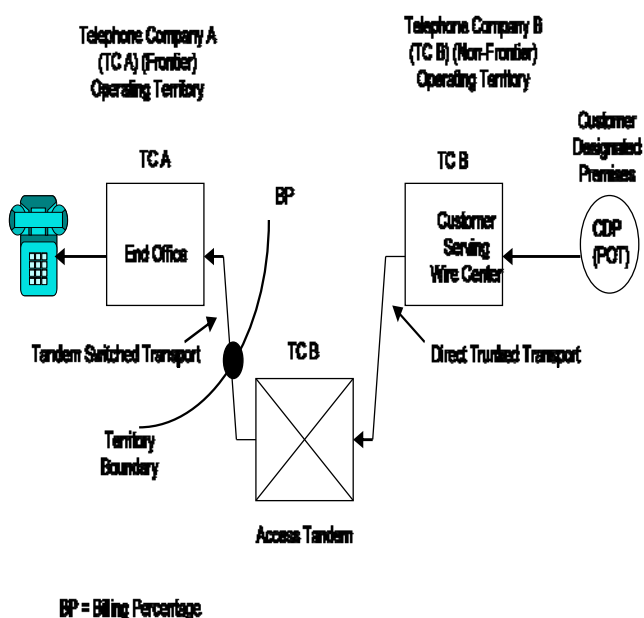 Telephone Company A
(TC A) (Frontier)
Operating Territory
Telephone Company B
(TC B) (Non-Frontier)
Operating Territory
Customer
Designated
Premises
TC A
TC B
BP
End Office
Customer
Serving
Wire Center
CDP
(POT)
Tandem Switched Transport
TC B
Direct Trunked Transport
Territory
Boundary
Access Tandem
BP = Billing Percentage